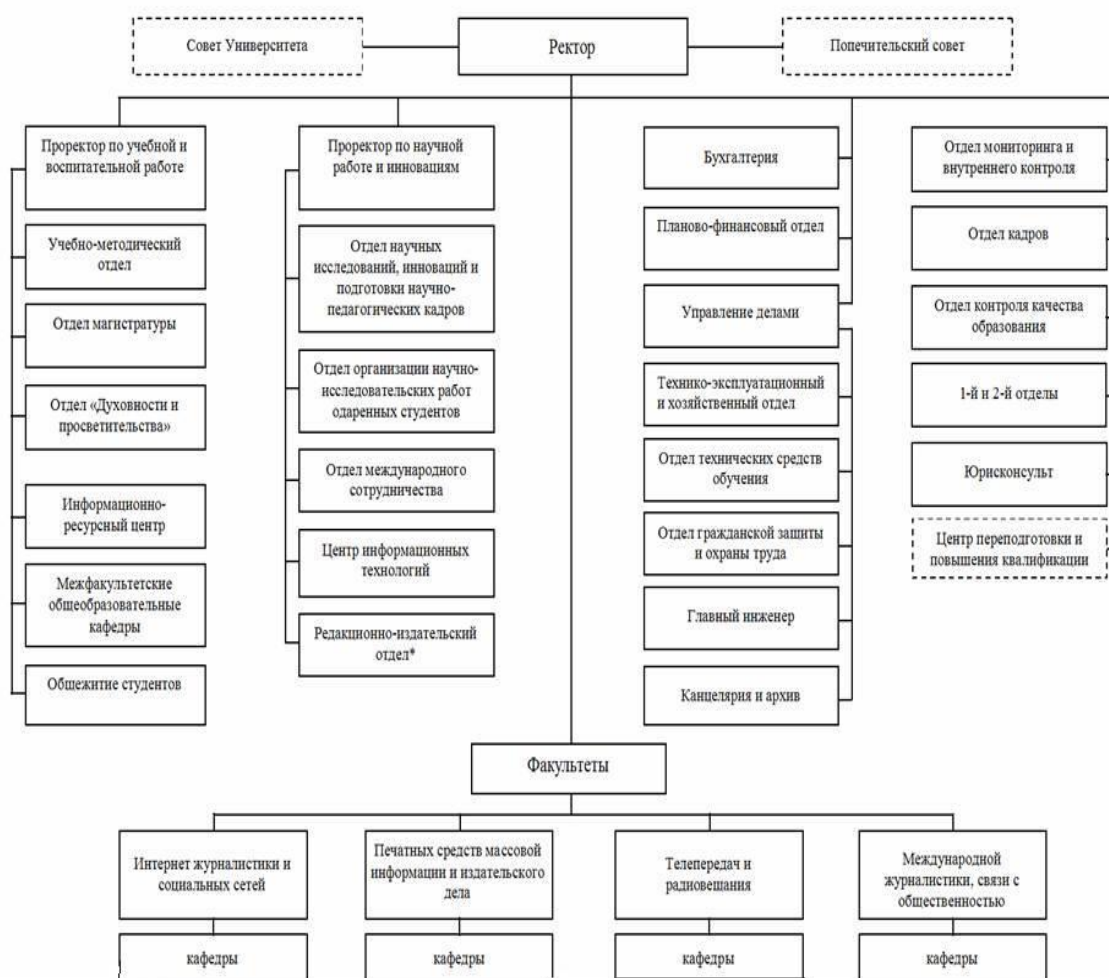 Совет Университета
Ректор
Попечительский совет
Проректор по учебной и
воспитательной работе
Учебно-методический
отдел
Отдел магистратуры
Отдел «Духовности и
просветительства»
Информационно-
ресурсный центр
Межфакультетские
общеобразовательные
кафедры
Общежитие студентов
Проректор по научной
работе и инновациям
Отдел научных
исследований, инноваций и
подготовки научно-
педагогических кадров
Отдел организации научно-
исследовательских работ
одаренных студентов
Отдел международного
сотрудничества
Центр информационных
технологий
Редакционно-издательский
отдел*
Бухгалтерия
Планово-финансовый отдел
Управление делами
Технико-эксплуатационный
и хозяйственный отдел
Отдел технических средств
обучения
Отдел гражданской защиты
и охраны труда
Главный инженер
Канцелярия и архив
Отдел мониторинга и
внутреннего контроля
Отдел кадров
Отдел контроля качества
образования
1-й и 2-й отделы
Юрисконсульт
Центр переподготовки и
повышения квалификации
Факультеты
Интернет журналистики и
социальных сетей
Печатных средств массовой
информации и издательского
дела
Телепередач и
радиовешания
Международной
журналистики, связи с
общественностью
кафедры
кафедры
кафедры
кафедры